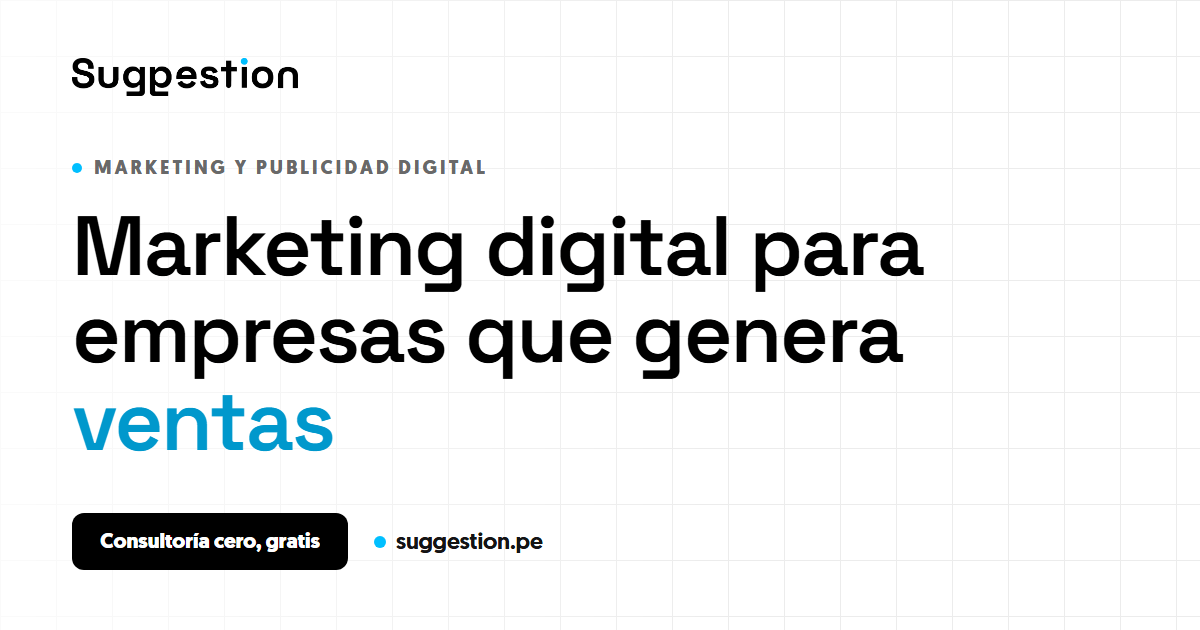 Suggestion
MARKETING Y PUBLICIDAD DIGITAL
Marketing digital para
empresas que genera
ventas
Consultoría cero, gratis
suggestion.pe